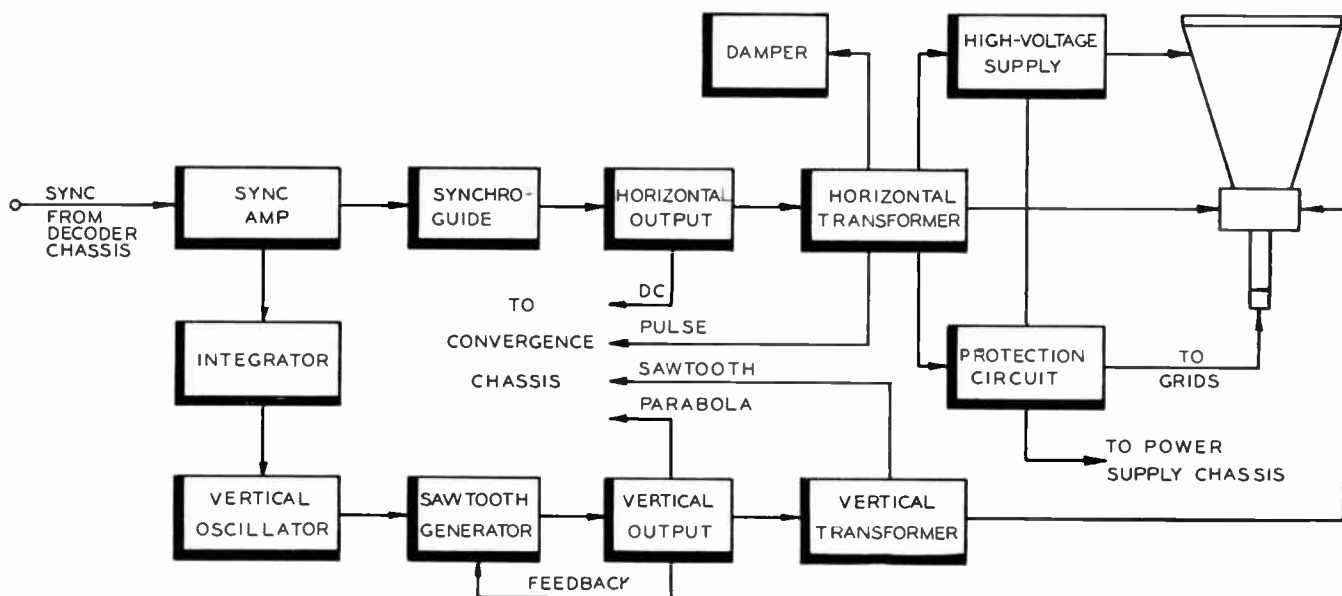 DAMPER
HIGH-VOLTAGE
SUPPLY
SYNC
FROM
DECODER
CHASSIS
SYNC
AMP
SYNCHRO-
GUIDE
HORIZONTAL
OUTPUT
HORIZONTAL
TRANSFORMER
DC
TO
PULSE
CONVERGENCE
SAWTOOTH
CHASSIS
PARABOLA
INTEGRATOR
PROTECTION
CIRCUIT
TO
GRIDS
TO POWER
SUPPLY CHASSIS
VERTICAL
OSCILLATOR
SAWTOOTH
GENERATOR
VERTICAL
OUTPUT
VERTICAL
TRANSFORMER
FEEDBACK